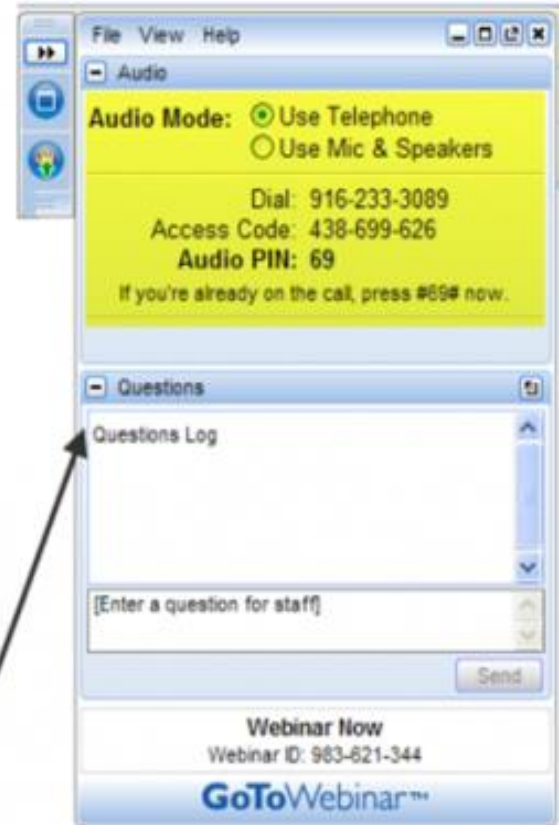 File View Help
Audio
Audio Mode: Use Telephone
Use Mic & Speakers
Dial: 916-233-3089
Access Code: 438-699-626
Audio PIN: 69
If you're already on the call, press #69# now.
Questions
Questions Log
[Enter a question for staff]
Send
Webinar Now
Webinar ID: 983-621-344
GoToWebinar™